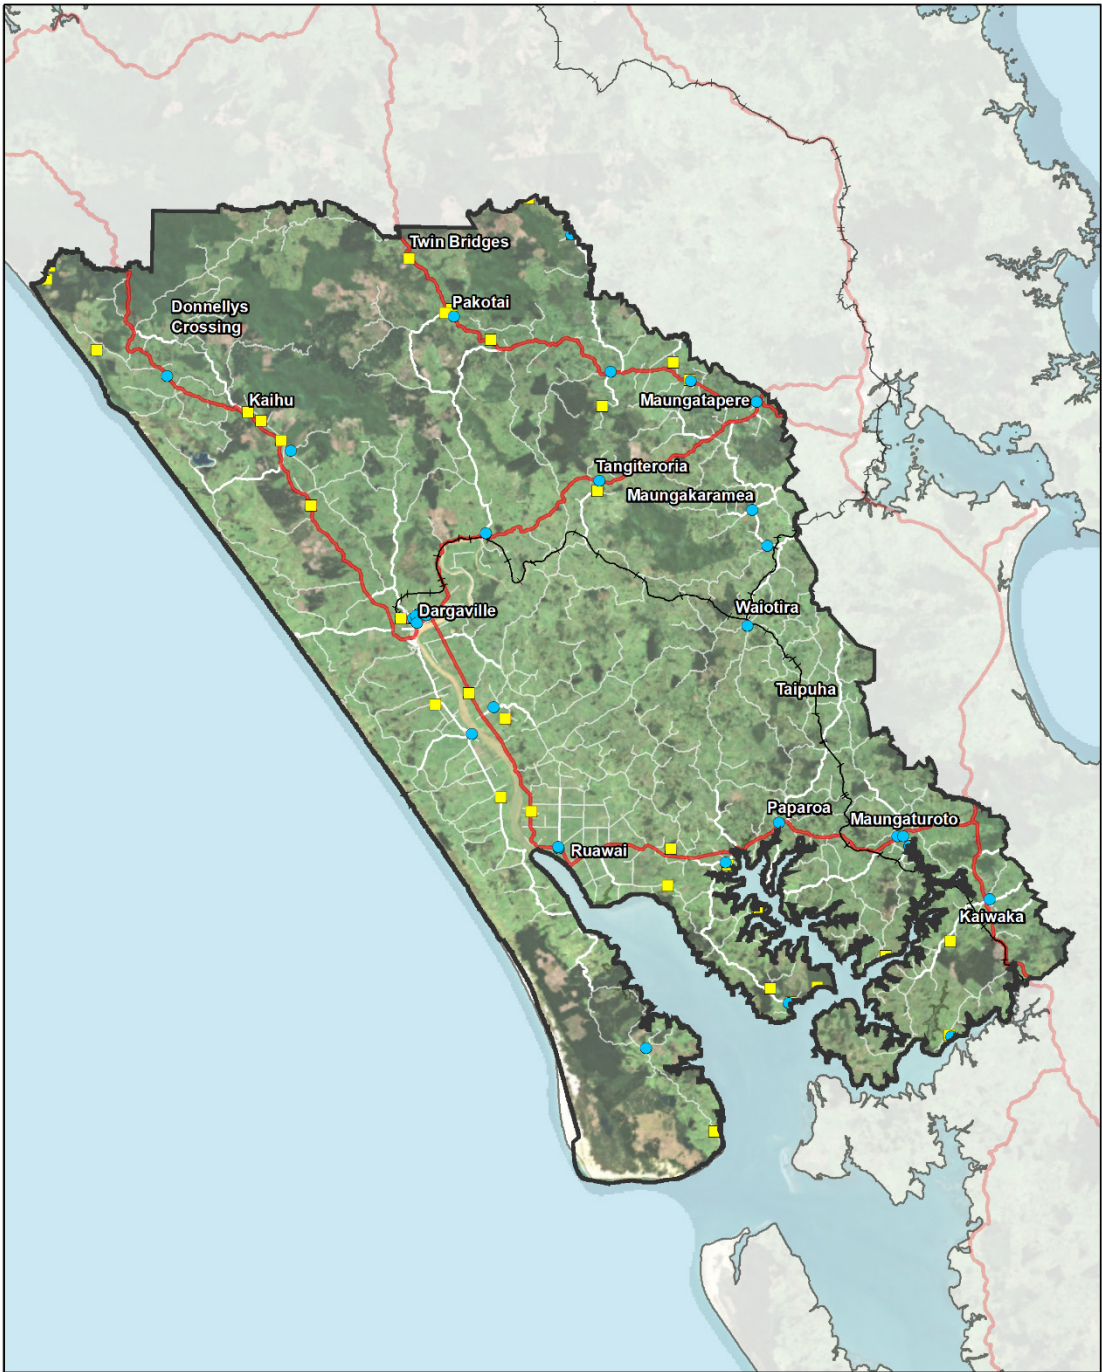 Twin Bridges
Donnellys
Crossing
Pakotai
Kaihu
Maungatapere
Tangiteroria
Maungakaramea
Dargaville
Waiotira
Taipuha
Paparoa
Maungaturoto
Ruawai
Kaiwaka